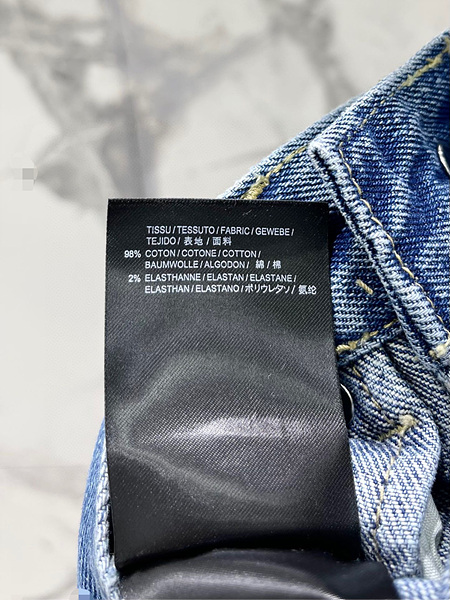 TISSU / TESSUTO / FABRIC / GEWEBE /
TEJIDO / 表地 / 面料
98% COTON / COTONE / COTTON /
BAUMWOLLE / ALGODON / 綿 / 棉
2% ELASTHANNE / ELASTAN / ELASTANE /
ELASTHAN / ELASTANO / ポリウレタン / 氨纶